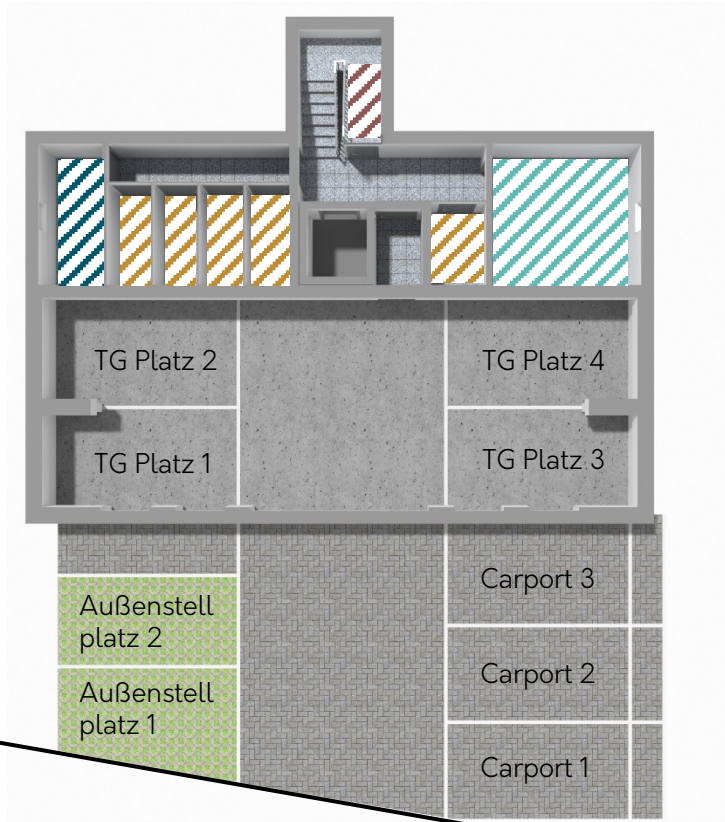 TG Platz 2
TG Platz 4
TG Platz 1
TG Platz 3
Carport 3
Außenstell
platz 2
Carport 2
Außenstell
platz 1
Carport 1